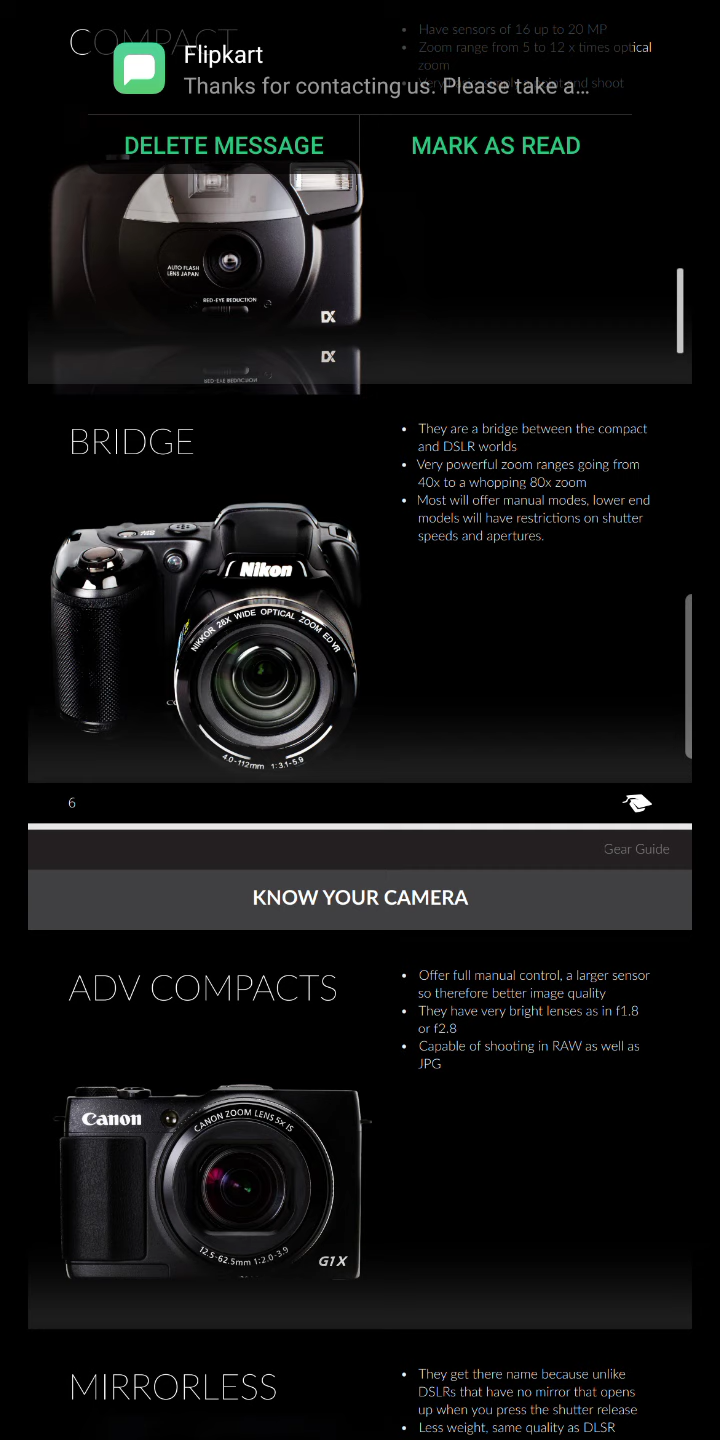 COMPACT
Flipkart
Thanks for contacting us. Please take a…
DELETE MESSAGE
MARK AS READ
• Have sensors of 16 up to 20 MP
• Zoom range from 5 to 12 x times optical
zoom
• Very point and shoot
AUTO FLASH
LENS JAPAN
RED-EYE REDUCTION
DX
DX
RED-EYE REDUCTION
BRIDGE
• They are a bridge between the compact
and DSLR worlds
• Very powerful zoom ranges going from
40x to a whopping 80x zoom
• Most will offer manual modes, lower end
models will have restrictions on shutter
speeds and apertures.
Nikon
NIKKOR 28X WIDE OPTICAL ZOOM ED VR
4.0-112mm 1:3.1-5.9
6
Gear Guide
KNOW YOUR CAMERA
ADV COMPACTS
• Offer full manual control, a larger sensor
so therefore better image quality
• They have very bright lenses as in f1.8
or f2.8
• Capable of shooting in RAW as well as
JPG
Canon
CANON ZOOM LENS 5x IS
12.5-62.5mm 1:2.0-3.9
G1X
MIRRORLESS
• They get there name because unlike
DSLRs that have no mirror that opens
up when you press the shutter release
• Less weight, same quality as DLSR